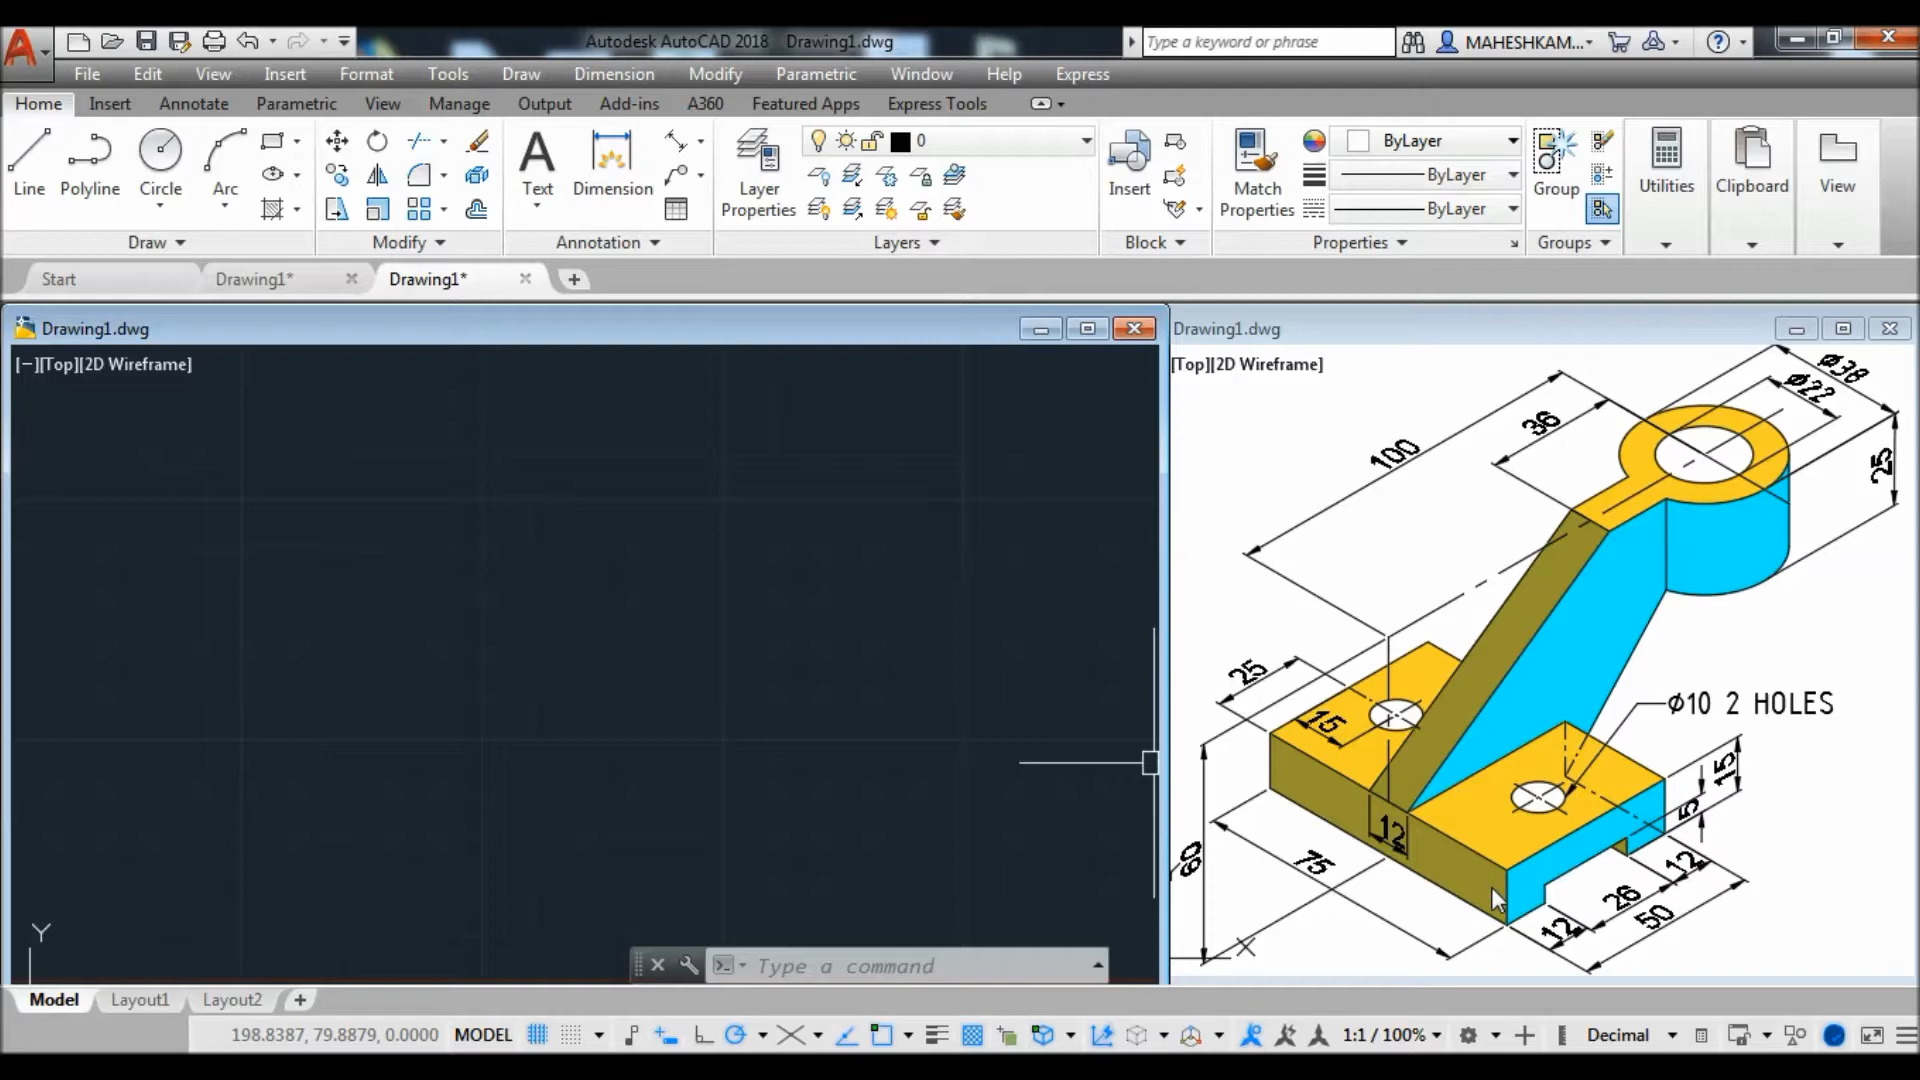 Autodesk AutoCAD 2018 Drawing1.dwg
Type a keyword or phrase
MAHESHKAM...
File Edit View Insert Format Tools Draw Dimension Modify Parametric Window Help Express
Home Insert Annotate Parametric View Manage Output Add-ins A360 Featured Apps Express Tools
0
ByLayer
Line Polyline Circle Arc
Text Dimension
Layer Properties
Insert
Match Properties
ByLayer
ByLayer
Group
Utilities Clipboard View
Draw Modify Annotation Layers Block Properties Groups
Start Drawing1* Drawing1*
Drawing1.dwg
[−][Top][2D Wireframe]
Y
Type a command
Drawing1.dwg
[Top][2D Wireframe]
ø38
ø22
36
100
25
25
15
ø10 2 HOLES
15
5
12
60
75
12
26
12
50
X
Model Layout1 Layout2
198.8387, 79.8879, 0.0000 MODEL 1:1 / 100% Decimal